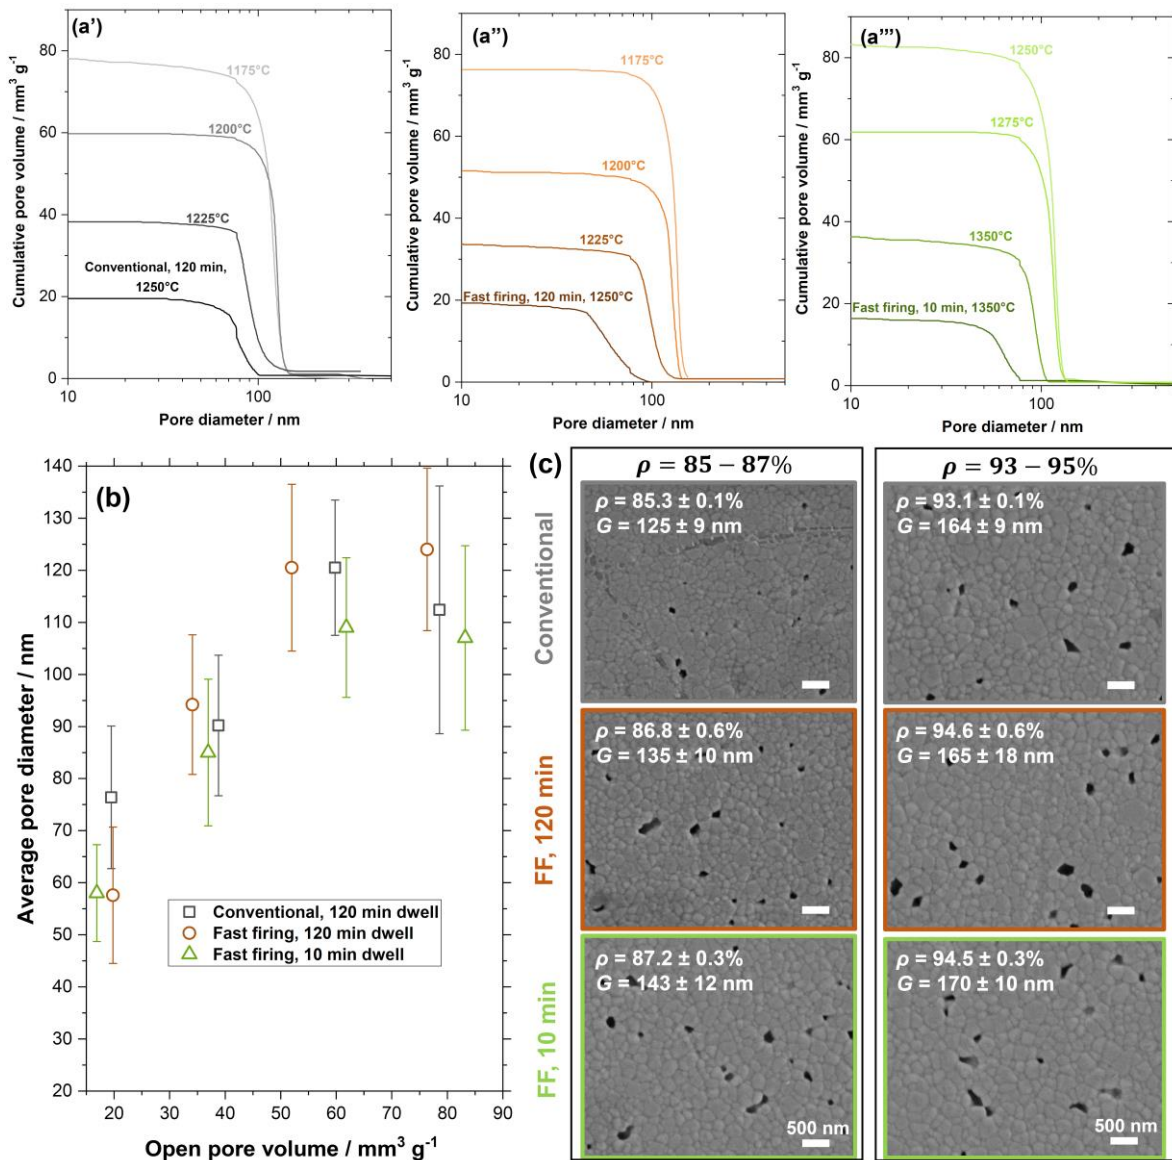 (a')
Cumulative pore volume / mm³ g⁻¹
80
60
40
20
0
1175°C
1200°C
1225°C
Conventional, 120 min,
1250°C
10
100
Pore diameter / nm
(a'')
Cumulative pore volume / mm³ g⁻¹
80
60
40
20
0
1175°C
1200°C
1225°C
Fast firing, 120 min, 1250°C
10
100
Pore diameter / nm
(a''')
Cumulative pore volume / mm³ g⁻¹
80
60
40
20
0
1250°C
1275°C
1350°C
Fast firing, 10 min, 1350°C
10
100
Pore diameter / nm
(b)
Average pore diameter / nm
140
130
120
110
100
90
80
70
60
50
40
30
20
Conventional, 120 min dwell
Fast firing, 120 min dwell
Fast firing, 10 min dwell
20 30 40 50 60 70 80 90
Open pore volume / mm³ g⁻¹
(c)
ρ = 85 – 87%
ρ = 93 – 95%
Conventional
ρ = 85.3 ± 0.1%
G = 125 ± 9 nm
ρ = 93.1 ± 0.1%
G = 164 ± 9 nm
FF, 120 min
ρ = 86.8 ± 0.6%
G = 135 ± 10 nm
ρ = 94.6 ± 0.6%
G = 165 ± 18 nm
FF, 10 min
ρ = 87.2 ± 0.3%
G = 143 ± 12 nm
500 nm
ρ = 94.5 ± 0.3%
G = 170 ± 10 nm
500 nm